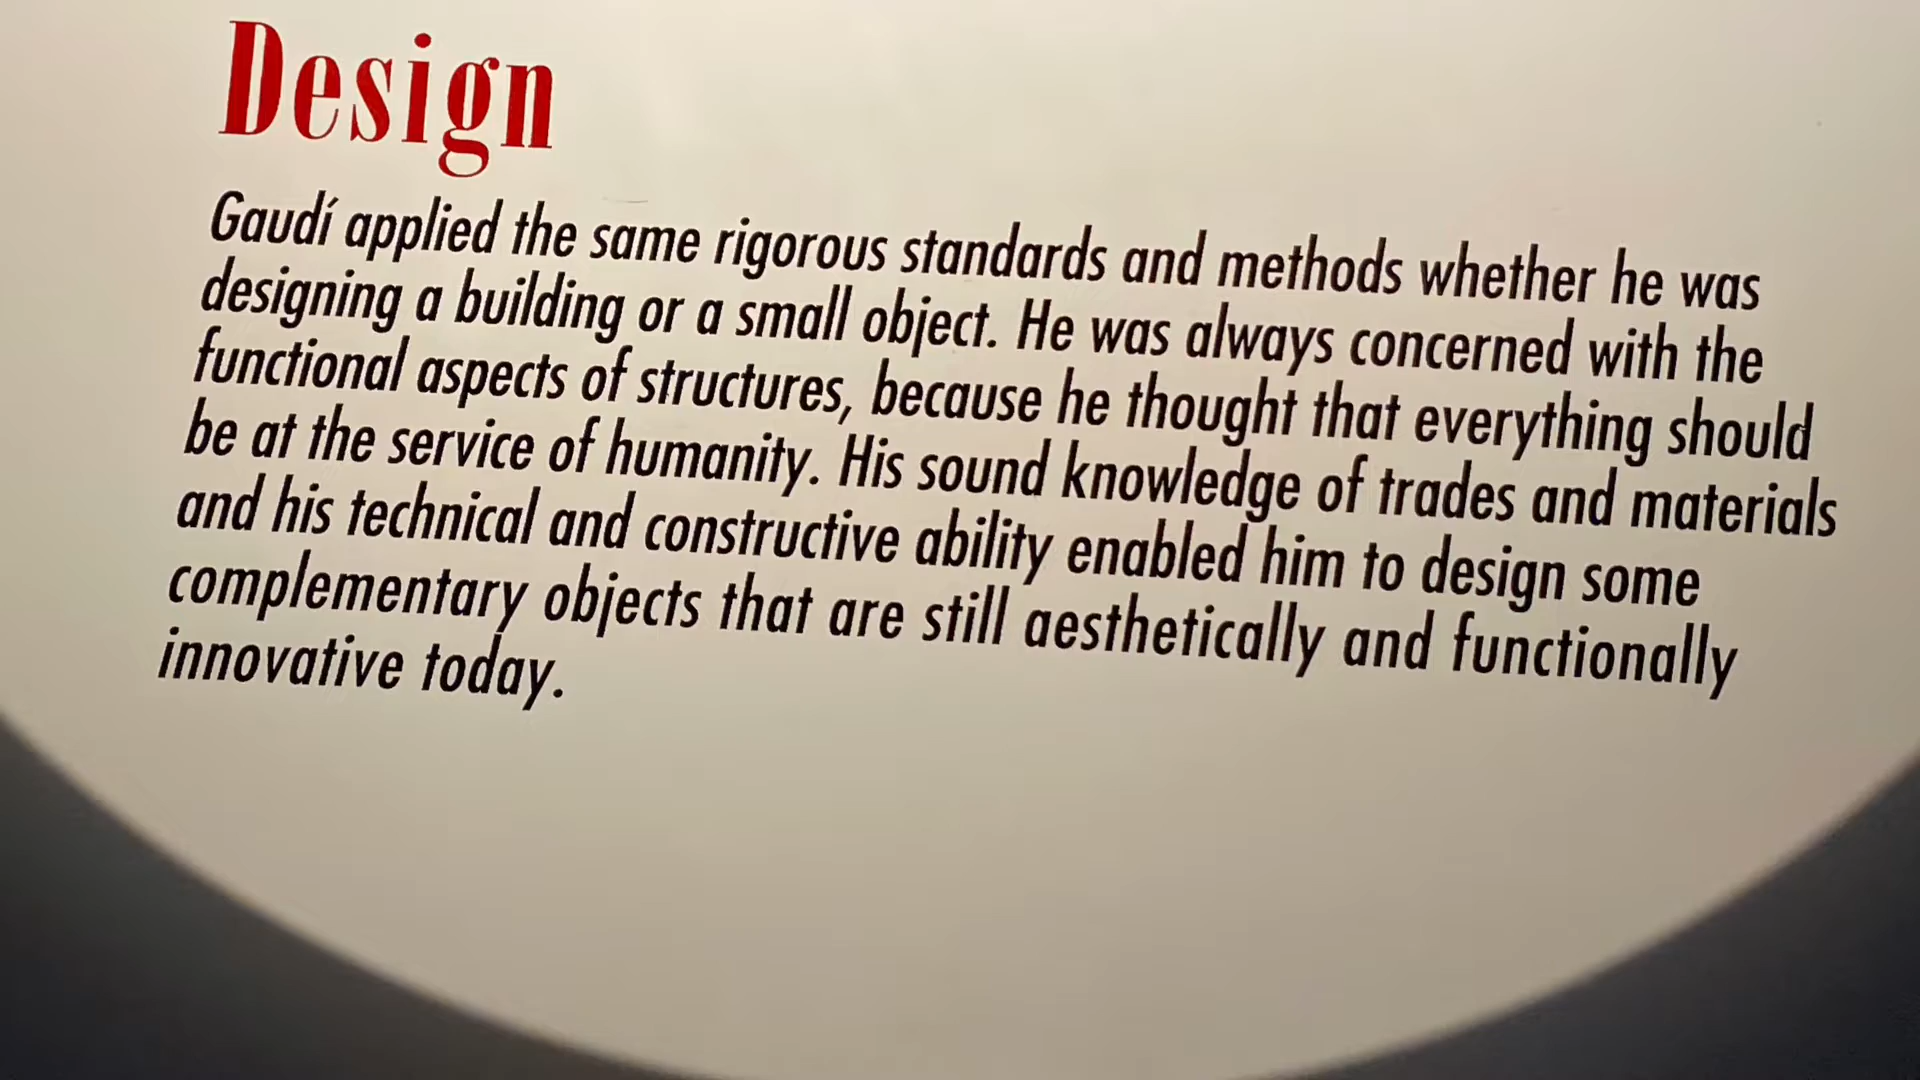 Design
Gaudí applied the same rigorous standards and methods whether he was
designing a building or a small object. He was always concerned with the
functional aspects of structures, because he thought that everything should
be at the service of humanity. His sound knowledge of trades and materials
and his technical and constructive ability enabled him to design some
complementary objects that are still aesthetically and functionally
innovative today.